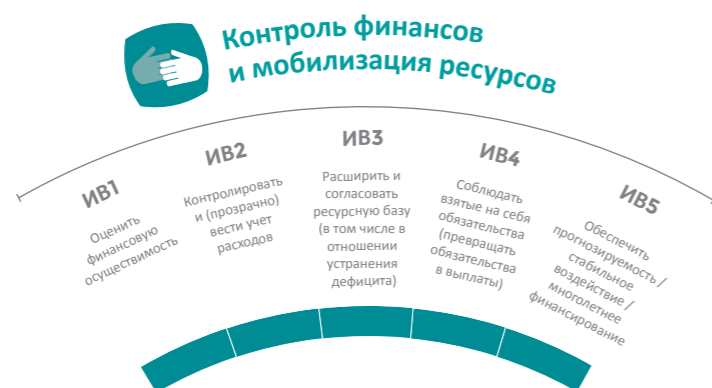 Контроль финансов
и мобилизация ресурсов
ИВ1
Оценить
финансовую
осуществимость
ИВ2
Контролировать
и (прозрачно)
вести учет
расходов
ИВ3
Расширить и
согласовать
ресурсную базу
(в том числе в
отношении
устранения
дефицита)
ИВ4
Соблюдать
взятые на себя
обязательства
(превращать
обязательства
в выплаты)
ИВ5
Обеспечить
прогнозируемость /
стабильное
воздействие /
многолетнее
финансирование